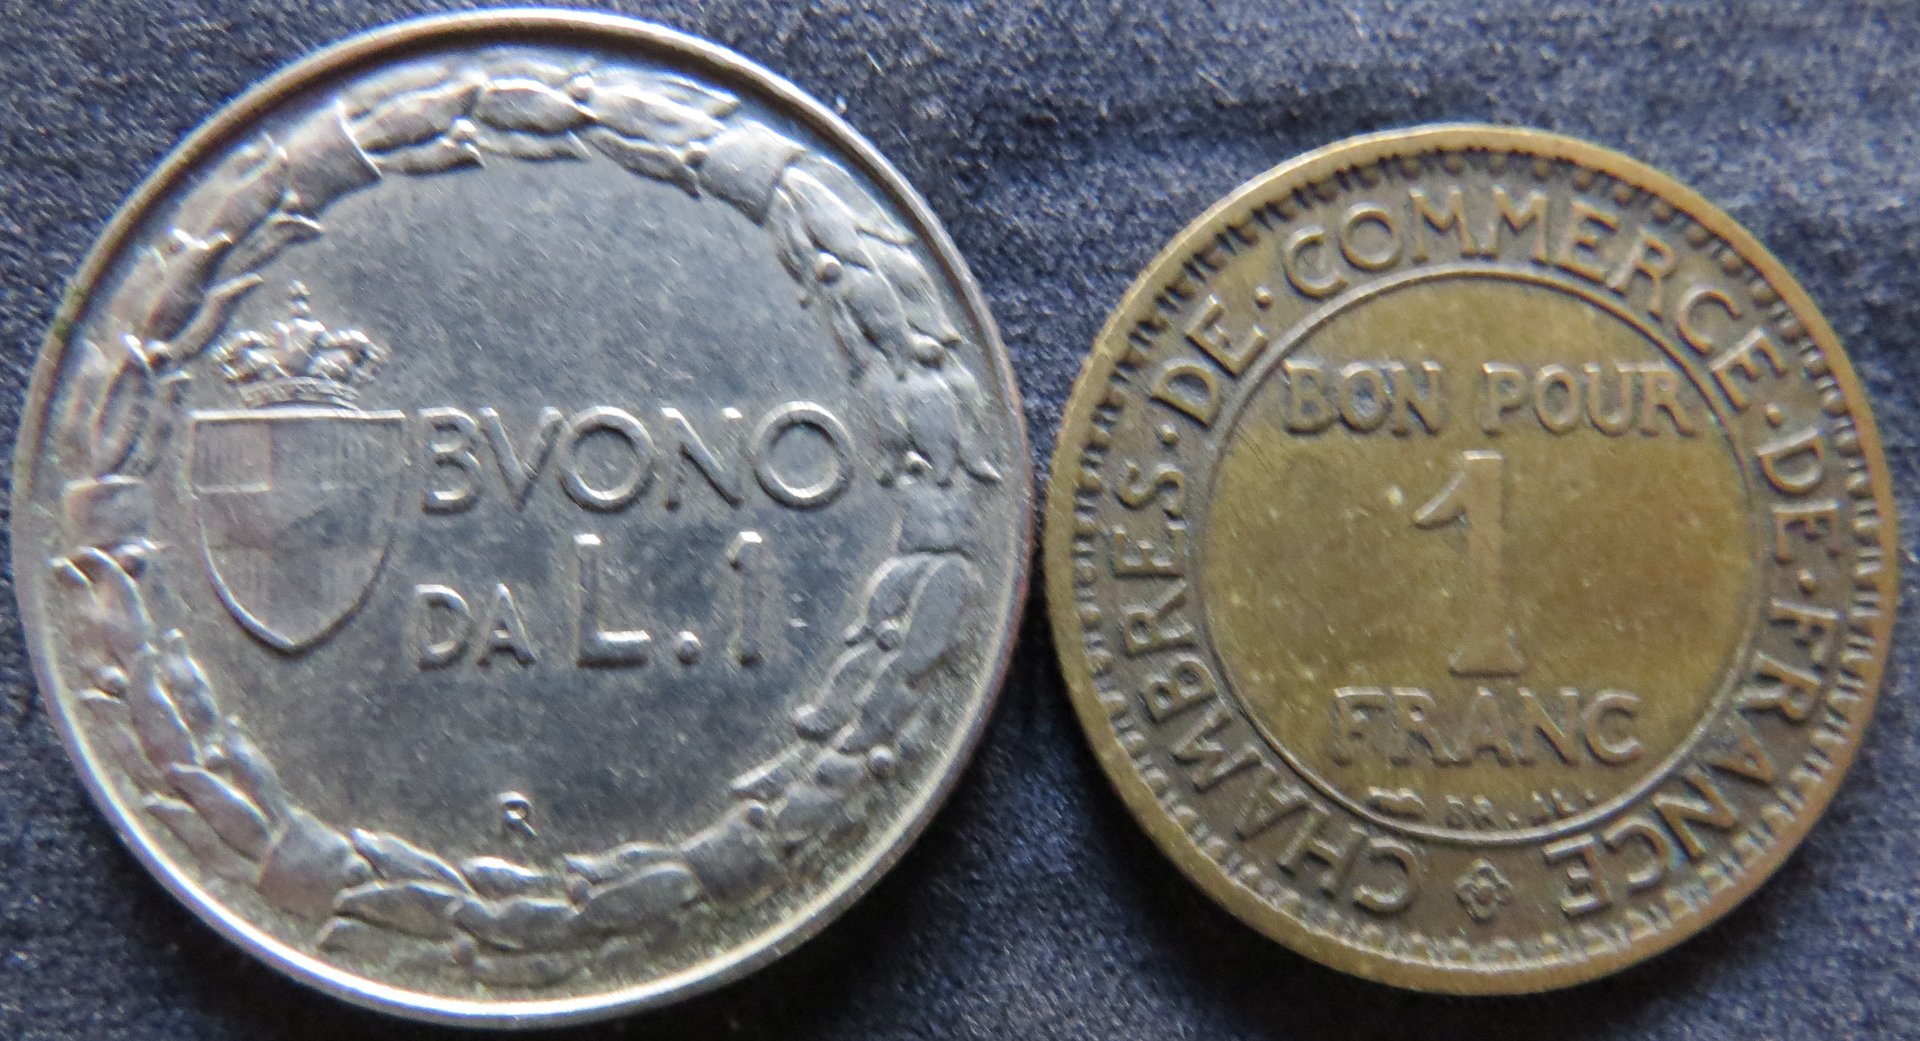 BVONO
DA L.1
R
CHAMBRES·DE·COMMERCE·DE·FRANCE
BON POUR
1
FRANC